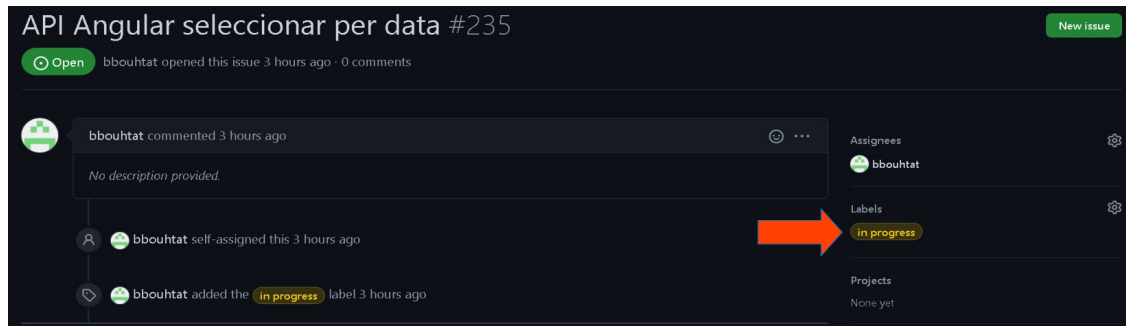 API Angular seleccionar per data #235
New issue
Open
bbouhtat opened this issue 3 hours ago · 0 comments
bbouhtat commented 3 hours ago
No description provided.
bbouhtat self-assigned this 3 hours ago
bbouhtat added the in progress label 3 hours ago
Assignees
bbouhtat
Labels
in progress
Projects
None yet